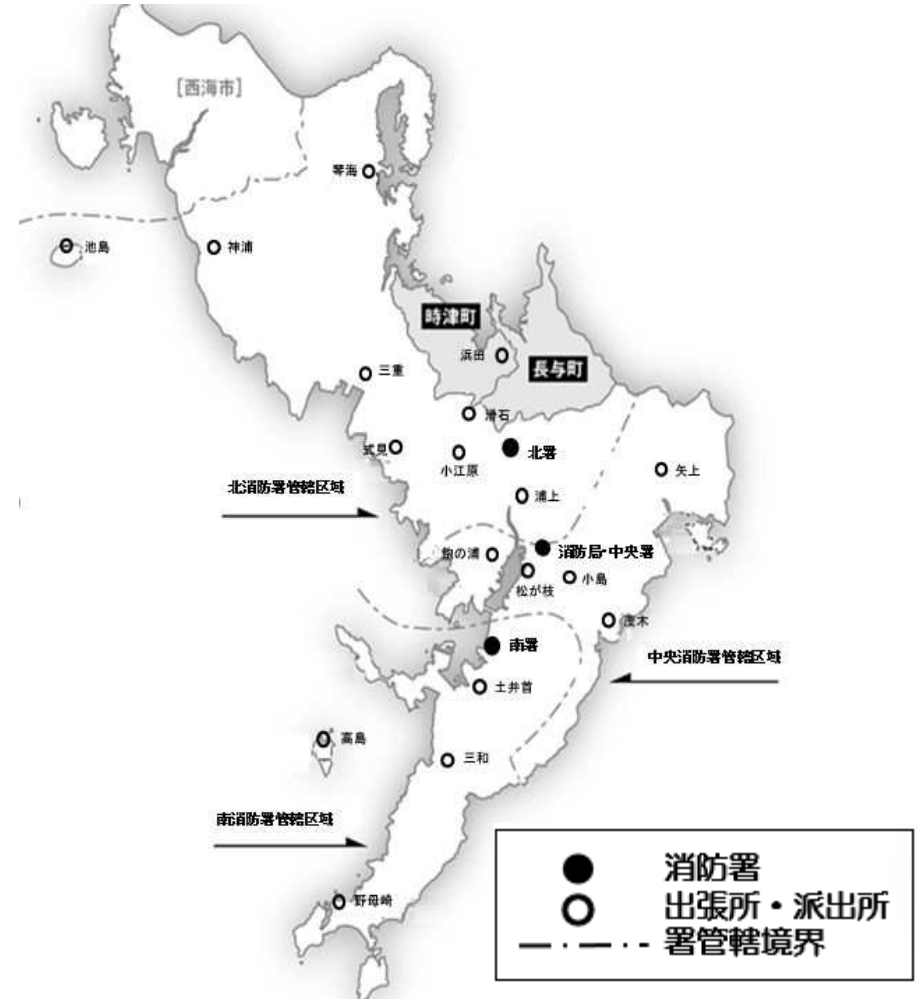 [西海市]
琴海
池島
神浦
時津町
浜田
長与町
三重
滑石
式見
北署
小江原
矢上
北消防署管轄区域
浦上
飽の浦
消防局・中央署
松が枝
小島
茂木
南署
中央消防署管轄区域
土井首
高島
三和
南消防署管轄区域
野母崎
消防署
出張所・派出所
署管轄境界